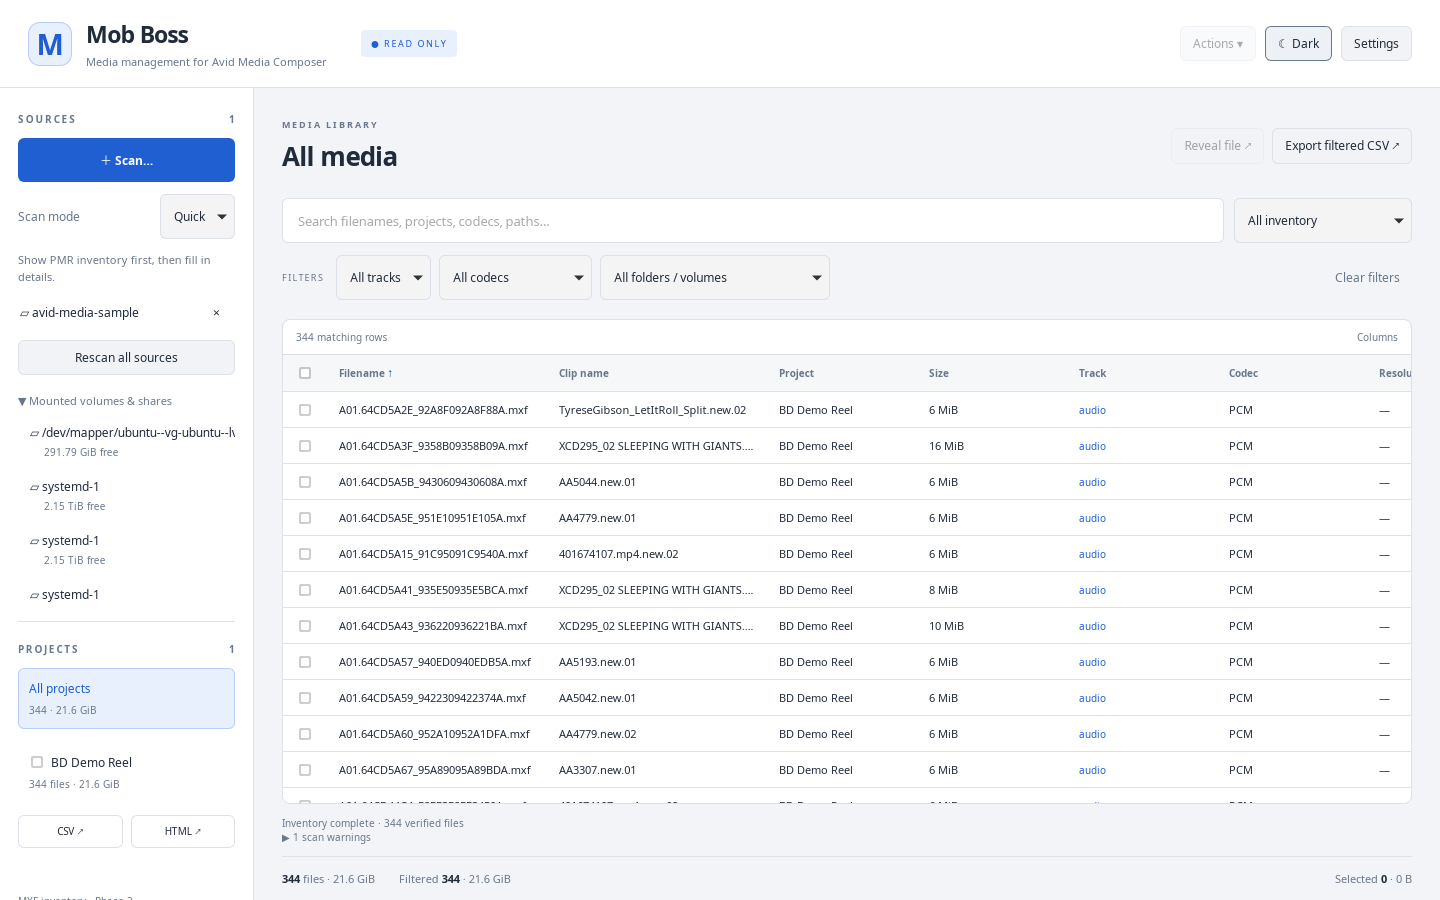 M
Mob Boss
Media management for Avid Media Composer
● READ ONLY
Actions ▾
☾ Dark
Settings
SOURCES 1
+ Scan...
Scan mode
Quick
Show PMR inventory first, then fill in
details.
avid-media-sample ×
Rescan all sources
▼ Mounted volumes & shares
/dev/mapper/ubuntu--vg-ubuntu--lv
291.79 GiB free
systemd-1
2.15 TiB free
systemd-1
2.15 TiB free
systemd-1
PROJECTS 1
All projects
344 · 21.6 GiB
BD Demo Reel
344 files · 21.6 GiB
CSV ↗
HTML ↗
MEDIA LIBRARY
All media
Reveal file ↗
Export filtered CSV ↗
Search filenames, projects, codecs, paths...
All inventory
FILTERS
All tracks
All codecs
All folders / volumes
Clear filters
344 matching rows
Columns
Filename ↑ Clip name Project Size Track Codec Resolu
A01.64CD5A2E_92A8F092A8F88A.mxf TyreseGibson_LetItRoll_Split.new.02 BD Demo Reel 6 MiB audio PCM —
A01.64CD5A3F_9358B09358B09A.mxf XCD295_02 SLEEPING WITH GIANTS.... BD Demo Reel 16 MiB audio PCM —
A01.64CD5A5B_9430609430608A.mxf AA5044.new.01 BD Demo Reel 6 MiB audio PCM —
A01.64CD5A5E_951E10951E105A.mxf AA4779.new.01 BD Demo Reel 6 MiB audio PCM —
A01.64CD5A15_91C95091C9540A.mxf 401674107.mp4.new.02 BD Demo Reel 6 MiB audio PCM —
A01.64CD5A41_935E50935E5BCA.mxf XCD295_02 SLEEPING WITH GIANTS.... BD Demo Reel 8 MiB audio PCM —
A01.64CD5A43_936220936221BA.mxf XCD295_02 SLEEPING WITH GIANTS.... BD Demo Reel 10 MiB audio PCM —
A01.64CD5A57_940ED0940EDB5A.mxf AA5193.new.01 BD Demo Reel 6 MiB audio PCM —
A01.64CD5A59_9422309422374A.mxf AA5042.new.01 BD Demo Reel 6 MiB audio PCM —
A01.64CD5A60_952A10952A1DFA.mxf AA4779.new.02 BD Demo Reel 6 MiB audio PCM —
A01.64CD5A67_95A89095A89BDA.mxf AA3307.new.01 BD Demo Reel 6 MiB audio PCM —
Inventory complete · 344 verified files
▶ 1 scan warnings
344 files · 21.6 GiB Filtered 344 · 21.6 GiB
Selected 0 · 0 B